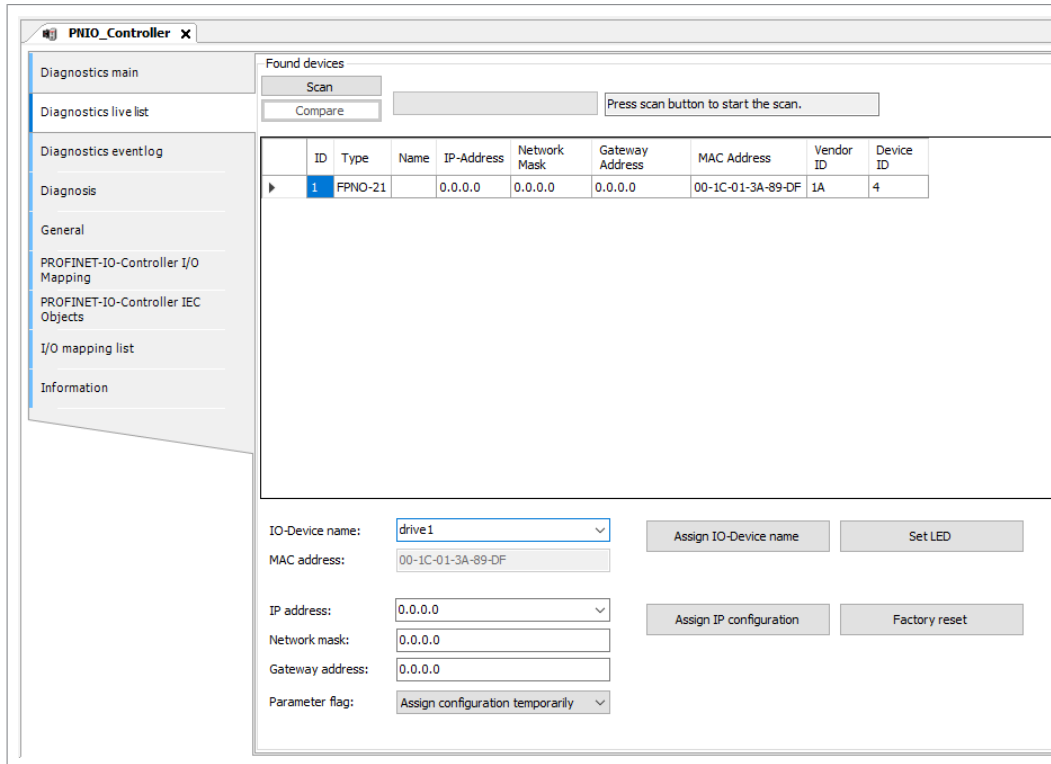 PNIO_Controller x
Diagnostics main
Diagnostics live list
Diagnostics eventlog
Diagnosis
General
PROFINET-IO-Controller I/O
Mapping
PROFINET-IO-Controller IEC
Objects
I/O mapping list
Information
Found devices
Scan
Compare
Press scan button to start the scan.
ID Type Name IP-Address Network Mask Gateway Address MAC Address Vendor ID Device ID
1 FPNO-21 0.0.0.0 0.0.0.0 0.0.0.0 00-1C-01-3A-89-DF 1A 4
IO-Device name: drive1 Assign IO-Device name Set LED
MAC address: 00-1C-01-3A-89-DF
IP address: 0.0.0.0 Assign IP configuration Factory reset
Network mask: 0.0.0.0
Gateway address: 0.0.0.0
Parameter flag: Assign configuration temporarily